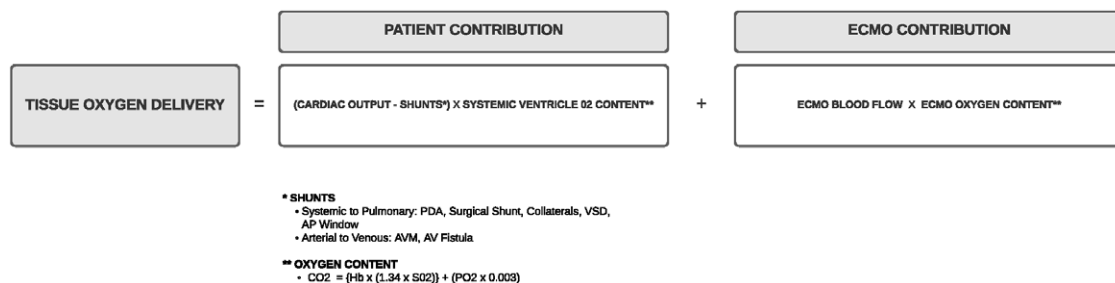 PATIENT CONTRIBUTION
ECMO CONTRIBUTION
TISSUE OXYGEN DELIVERY
=
(CARDIAC OUTPUT - SHUNTS*) X SYSTEMIC VENTRICLE 02 CONTENT**
+
ECMO BLOOD FLOW X ECMO OXYGEN CONTENT**
* SHUNTS
• Systemic to Pulmonary: PDA, Surgical Shunt, Collaterals, VSD,
AP Window
• Arterial to Venous: AVM, AV Fistula
** OXYGEN CONTENT
• CO2 = {Hb x (1.34 x S02)} + (PO2 x 0.003)